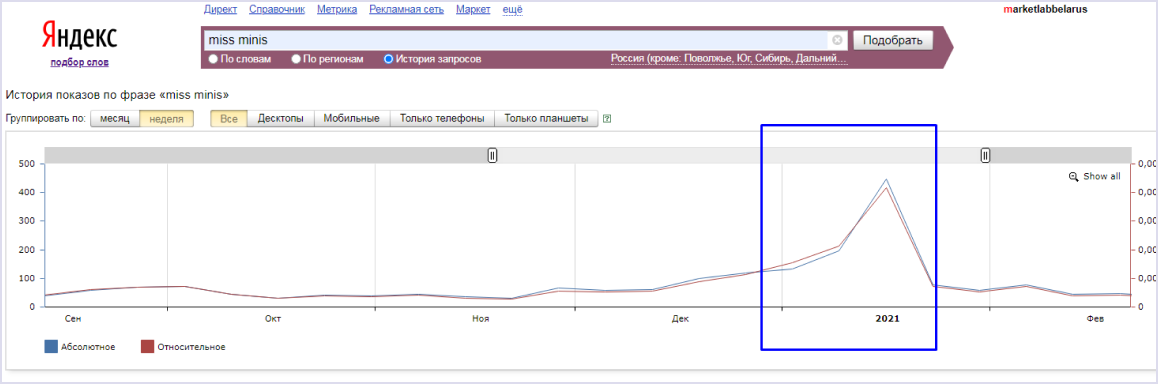 Директ Справочник Метрика Рекламная сеть Маркет ещё
marketlabbelarus
Яндекс
подбор слов
miss minis
Подобрать
По словам По регионам История запросов Россия (кроме: Поволжье, Юг, Сибирь, Дальний...
История показов по фразе «miss minis»
Группировать по: месяц неделя Все Десктопы Мобильные Только телефоны Только планшеты ?
Show all
500 0,00
400 0,00
300 0,00
200 0,00
100 0,00
0 0,00
Сен Окт Ноя Дек 2021 Фев
Абсолютное Относительное